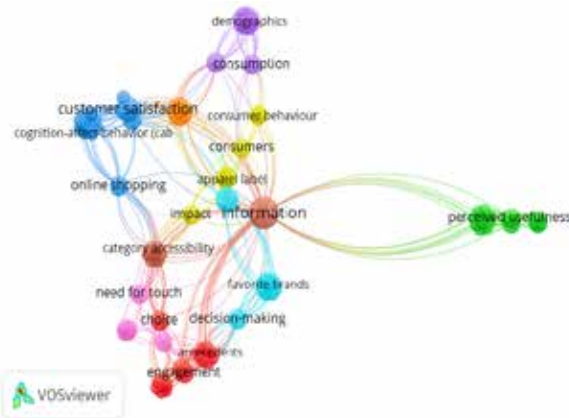 demographics
consumption
customer satisfaction
consumer behaviour
cognition-affect-behavior (cab
consumers
online shopping
apparel label
impact
information
perceived usefulness
category accessibility
favorite brands
need for touch
choice
decision-making
antecedents
engagement
VOSviewer